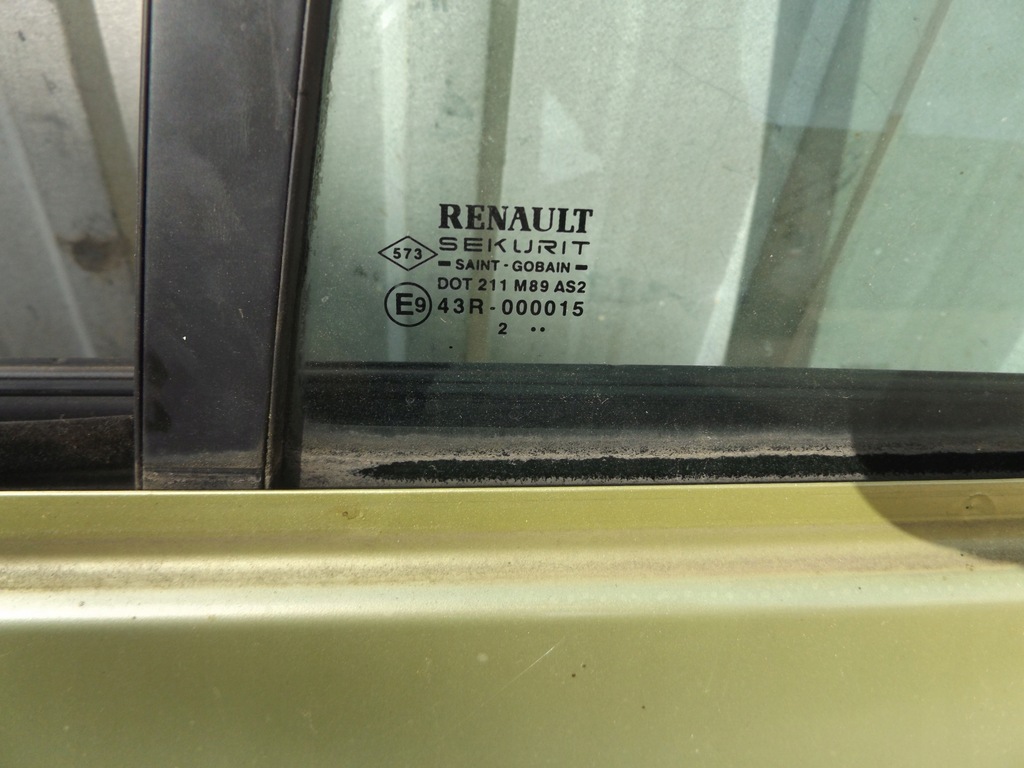 RENAULT
573 SEKURIT
SAINT - GOBAIN
DOT 211 M89 AS2
E9 43R - 000015
2 ..